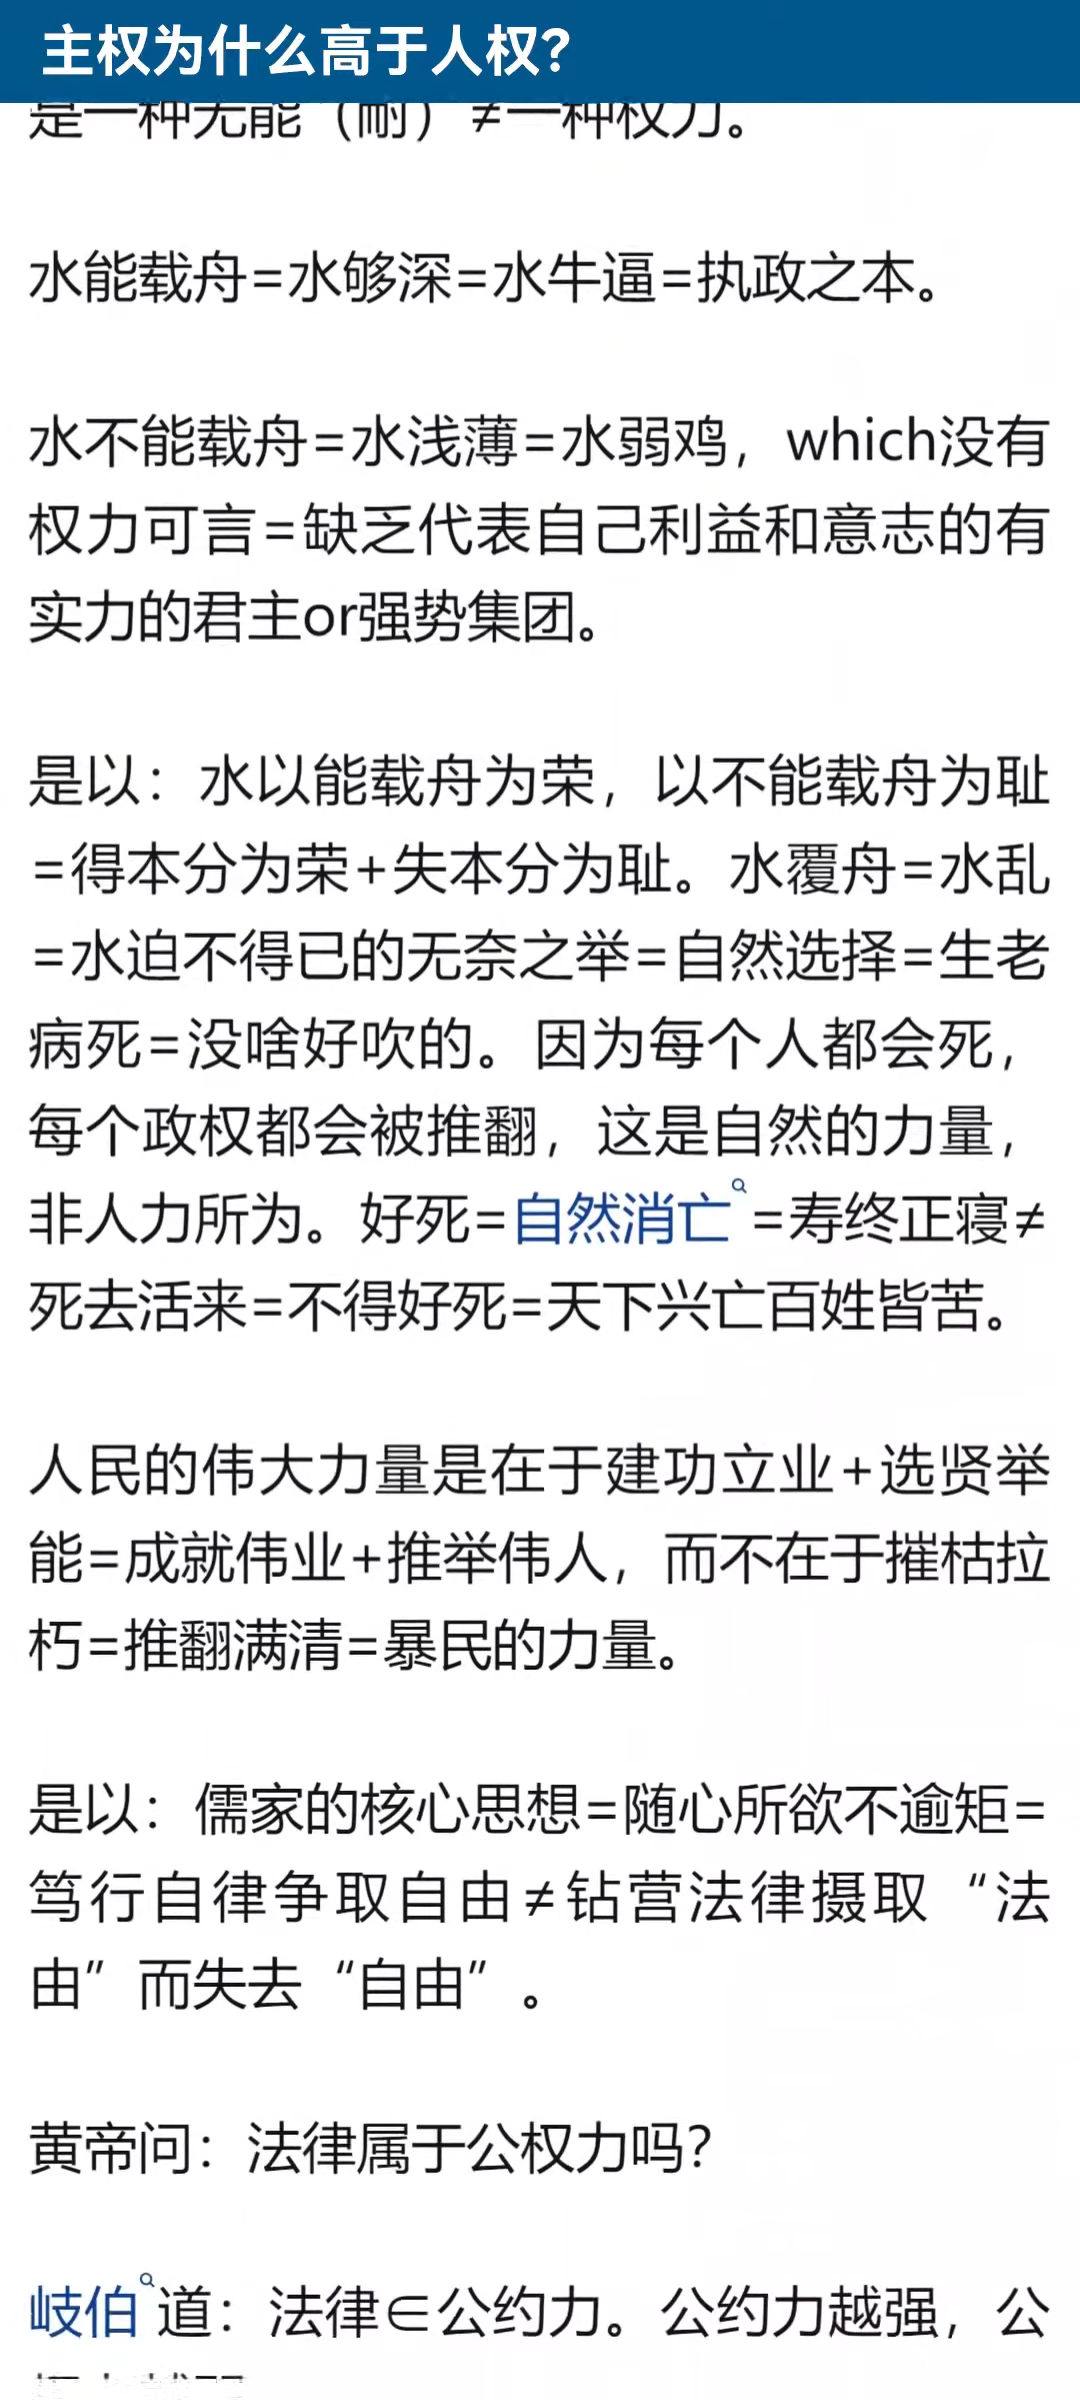 主权为什么高于人权？
是一种无能（耐）≠一种权力。
水能载舟=水够深=水牛逼=执政之本。
水不能载舟=水浅薄=水弱鸡，which没有
权力可言=缺乏代表自己利益和意志的有
实力的君主or强势集团。
是以：水以能载舟为荣，以不能载舟为耻
=得本分为荣+失本分为耻。水覆舟=水乱
=水迫不得已的无奈之举=自然选择=生老
病死=没啥好吹的。因为每个人都会死，
每个政权都会被推翻，这是自然的力量，
非人力所为。好死=自然消亡=寿终正寝≠
死去活来=不得好死=天下兴亡百姓皆苦。
人民的伟大力量是在于建功立业+选贤举
能=成就伟业+推举伟人，而不在于摧枯拉
朽=推翻满清=暴民的力量。
是以：儒家的核心思想=随心所欲不逾矩=
笃行自律争取自由≠钻营法律摄取“法
由”而失去“自由”。
黄帝问：法律属于公权力吗？
岐伯道：法律∈公约力。公约力越强，公